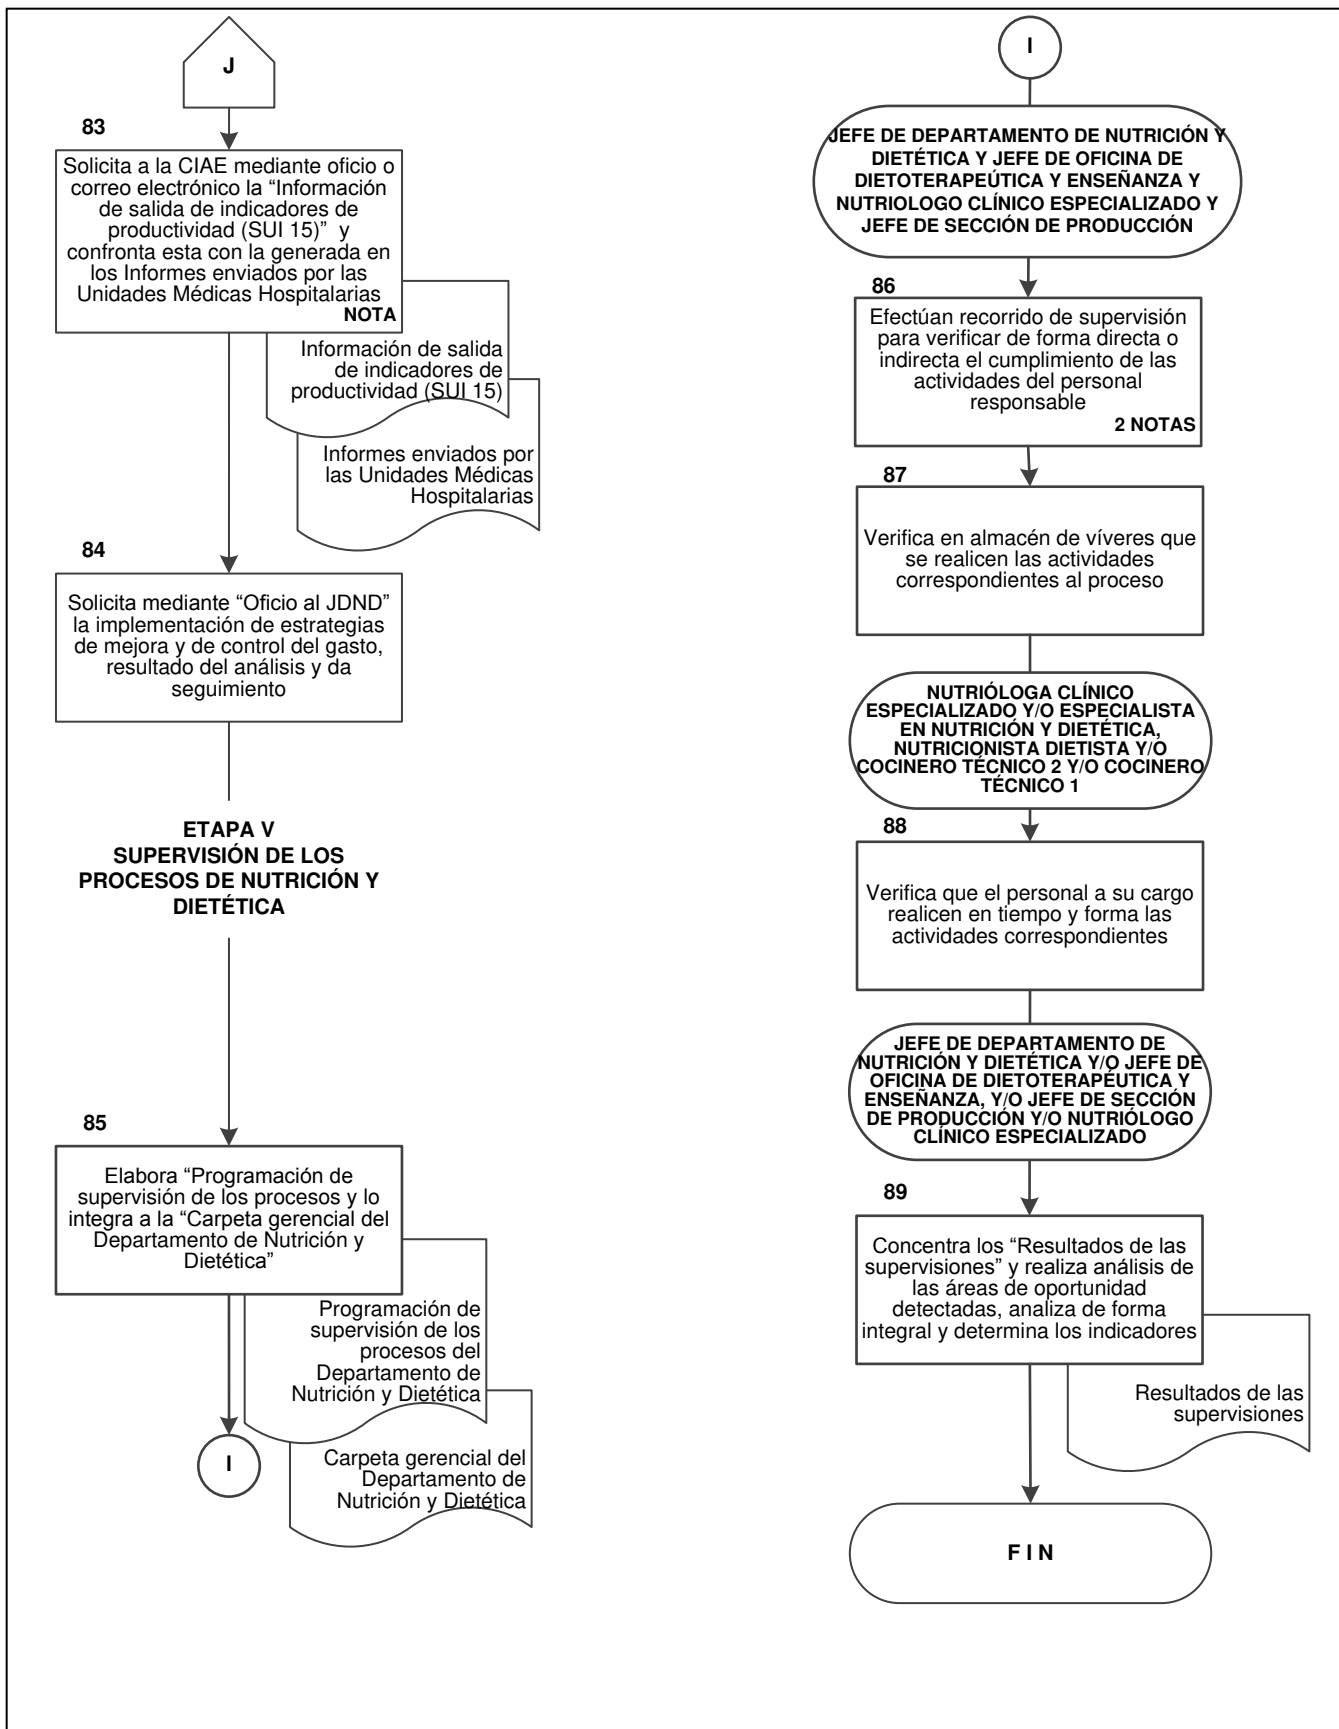 J
83
Solicita a la CIAE mediante oficio o
correo electrónico la “Información
de salida de indicadores de
productividad (SUI 15)” y
confronta esta con la generada en
los Informes enviados por las
Unidades Médicas Hospitalarias
NOTA
Información de salida
de indicadores de
productividad (SUI 15)
Informes enviados por
las Unidades Médicas
Hospitalarias
84
Solicita mediante “Oficio al JDND”
la implementación de estrategias
de mejora y de control del gasto,
resultado del análisis y da
seguimiento
ETAPA V
SUPERVISIÓN DE LOS
PROCESOS DE NUTRICIÓN Y
DIETÉTICA
85
Elabora “Programación de
supervisión de los procesos y lo
integra a la “Carpeta gerencial del
Departamento de Nutrición y
Dietética”
Programación de
supervisión de los
procesos del
Departamento de
Nutrición y Dietética
Carpeta gerencial del
Departamento de
Nutrición y Dietética
I
I
JEFE DE DEPARTAMENTO DE NUTRICIÓN Y
DIETÉTICA Y JEFE DE OFICINA DE
DIETOTERAPEÚTICA Y ENSEÑANZA Y
NUTRIOLOGO CLÍNICO ESPECIALIZADO Y
JEFE DE SECCIÓN DE PRODUCCIÓN
86
Efectúan recorrido de supervisión
para verificar de forma directa o
indirecta el cumplimiento de las
actividades del personal
responsable
2 NOTAS
87
Verifica en almacén de víveres que
se realicen las actividades
correspondientes al proceso
NUTRIÓLOGA CLÍNICO
ESPECIALIZADO Y/O ESPECIALISTA
EN NUTRICIÓN Y DIETÉTICA,
NUTRICIONISTA DIETISTA Y/O
COCINERO TÉCNICO 2 Y/O COCINERO
TÉCNICO 1
88
Verifica que el personal a su cargo
realicen en tiempo y forma las
actividades correspondientes
JEFE DE DEPARTAMENTO DE
NUTRICIÓN Y DIETÉTICA Y/O JEFE DE
OFICINA DE DIETOTERAPÉUTICA Y
ENSEÑANZA, Y/O JEFE DE SECCIÓN
DE PRODUCCIÓN Y/O NUTRIÓLOGO
CLÍNICO ESPECIALIZADO
89
Concentra los “Resultados de las
supervisiones” y realiza análisis de
las áreas de oportunidad
detectadas, analiza de forma
integral y determina los indicadores
Resultados de las
supervisiones
F I N